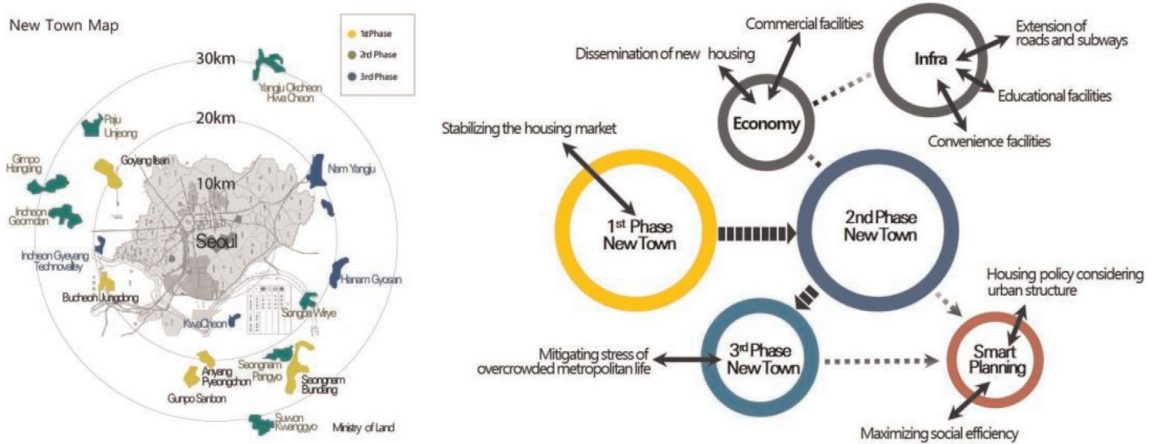 New Town Map
1stPhase
2nd Phase
3rd Phase
30km
Yangju Okcheon
Hwa Cheon
20km
Paju
Unjeong
Goyang Ilsan
Gimpo
Hangang
10km
Nam Yangju
Incheon
Geomdan
Seoul
Incheon Gyeyang
Technovalley
Hanam Gyosan
Bucheon Jungdong
Songpa Wirye
KwaCheon
Anyang
Pyeongchon
Seongnam
Pangyo
Seongnam
Bundang
Gunpo Sanbon
Suwon
Kwanggyo
Ministry of Land
Commercial facilities
Dissemination of new housing
Extension of
roads and subways
Infra
Educational facilities
Economy
Convenience facilities
Stabilizing the housing market
1st Phase
New Town
2nd Phase
New Town
Housing policy considering
urban structure
Mitigating stress of
overcrowded metropolitan life
3rd Phase
New Town
Smart
Planning
Maximizing social efficiency